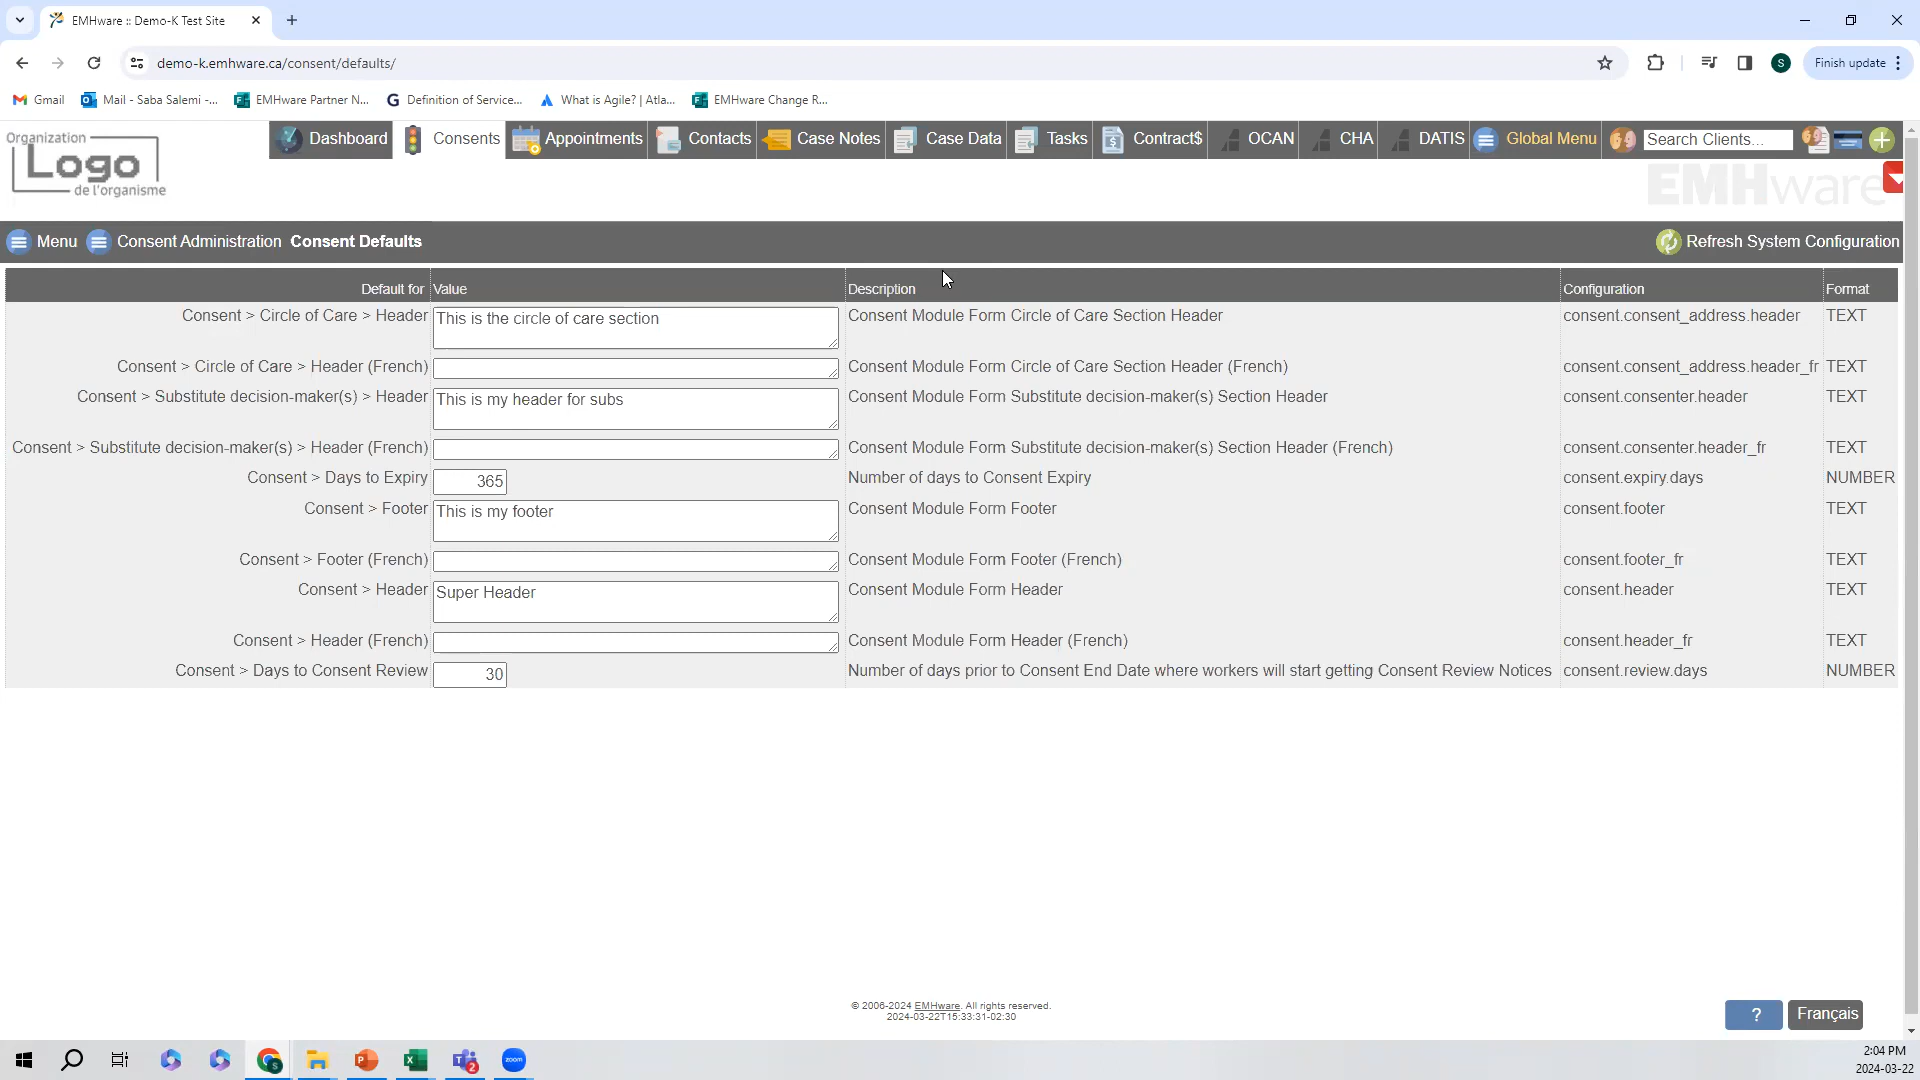 EMHware :: Demo-K Test Site
demo-k.emhware.ca/consent/defaults/
S
Finish update
Gmail
Mail - Saba Salemi -...
EMHware Partner N...
Definition of Service...
What is Agile? | Atla...
EMHware Change R...
Organization
Logo
de l'organisme
Dashboard
Consents
Appointments
Contacts
Case Notes
Case Data
Tasks
Contract$
OCAN
CHA
DATIS
Global Menu
Search Clients...
EMHware
Menu
Consent Administration
Consent Defaults
Refresh System Configuration
Default for Value Description Configuration Format
Consent > Circle of Care > Header This is the circle of care section Consent Module Form Circle of Care Section Header consent.consent_address.header TEXT
Consent > Circle of Care > Header (French) Consent Module Form Circle of Care Section Header (French) consent.consent_address.header_fr TEXT
Consent > Substitute decision-maker(s) > Header This is my header for subs Consent Module Form Substitute decision-maker(s) Section Header consent.consenter.header TEXT
Consent > Substitute decision-maker(s) > Header (French) Consent Module Form Substitute decision-maker(s) Section Header (French) consent.consenter.header_fr TEXT
Consent > Days to Expiry 365 Number of days to Consent Expiry consent.expiry.days NUMBER
Consent > Footer This is my footer Consent Module Form Footer consent.footer TEXT
Consent > Footer (French) Consent Module Form Footer (French) consent.footer_fr TEXT
Consent > Header Super Header Consent Module Form Header consent.header TEXT
Consent > Header (French) Consent Module Form Header (French) consent.header_fr TEXT
Consent > Days to Consent Review 30 Number of days prior to Consent End Date where workers will start getting Consent Review Notices consent.review.days NUMBER
© 2006-2024 EMHware. All rights reserved.
2024-03-22T15:33:31-02:30
?
Français
zoom
2:04 PM
2024-03-22